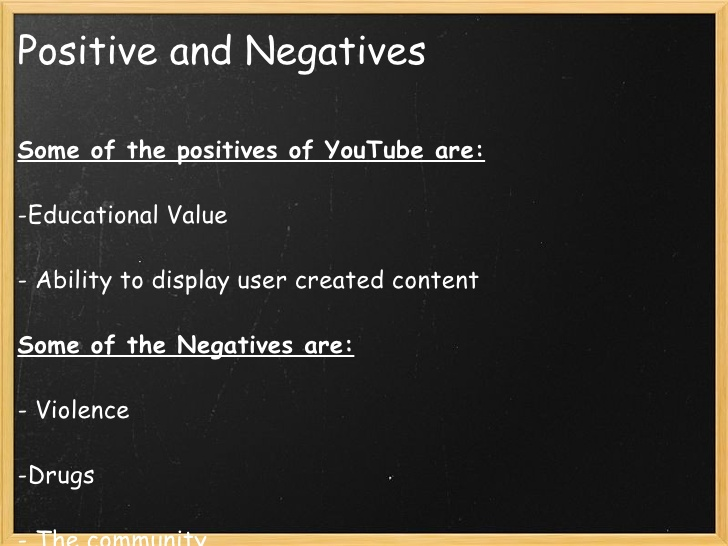 Positive and Negatives
Some of the positives of YouTube are:
-Educational Value
- Ability to display user created content
Some of the Negatives are:
- Violence
-Drugs
- The community